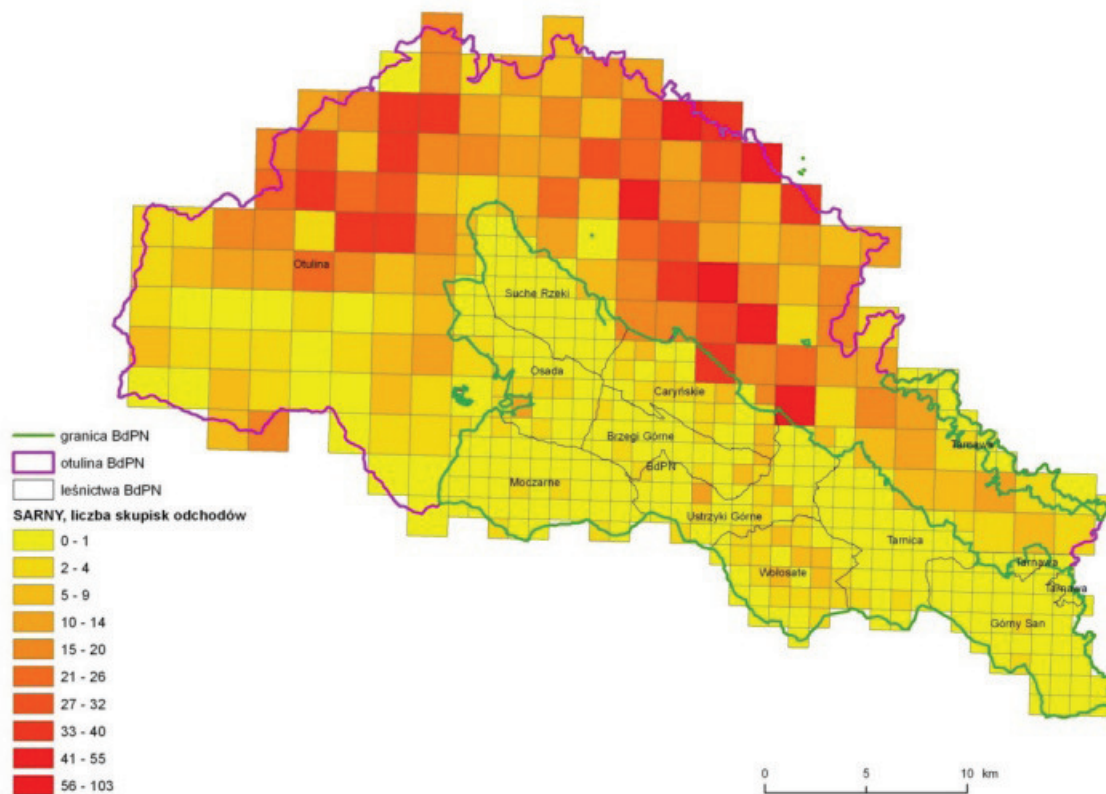 Otulina
Suche Rzeki
Osada
Caryńskie
Brzegi Górne
BdPN
Moczarne
Tarnawa
Ustrzyki Górne
Tarnica
Wołosate
Tarnawa
Tarnawa
Górny San
granica BdPN
otulina BdPN
leśnictwa BdPN
SARNY, liczba skupisk odchodów
0 - 1
2 - 4
5 - 9
10 - 14
15 - 20
21 - 26
27 - 32
33 - 40
41 - 55
56 - 103
0 5 10 km